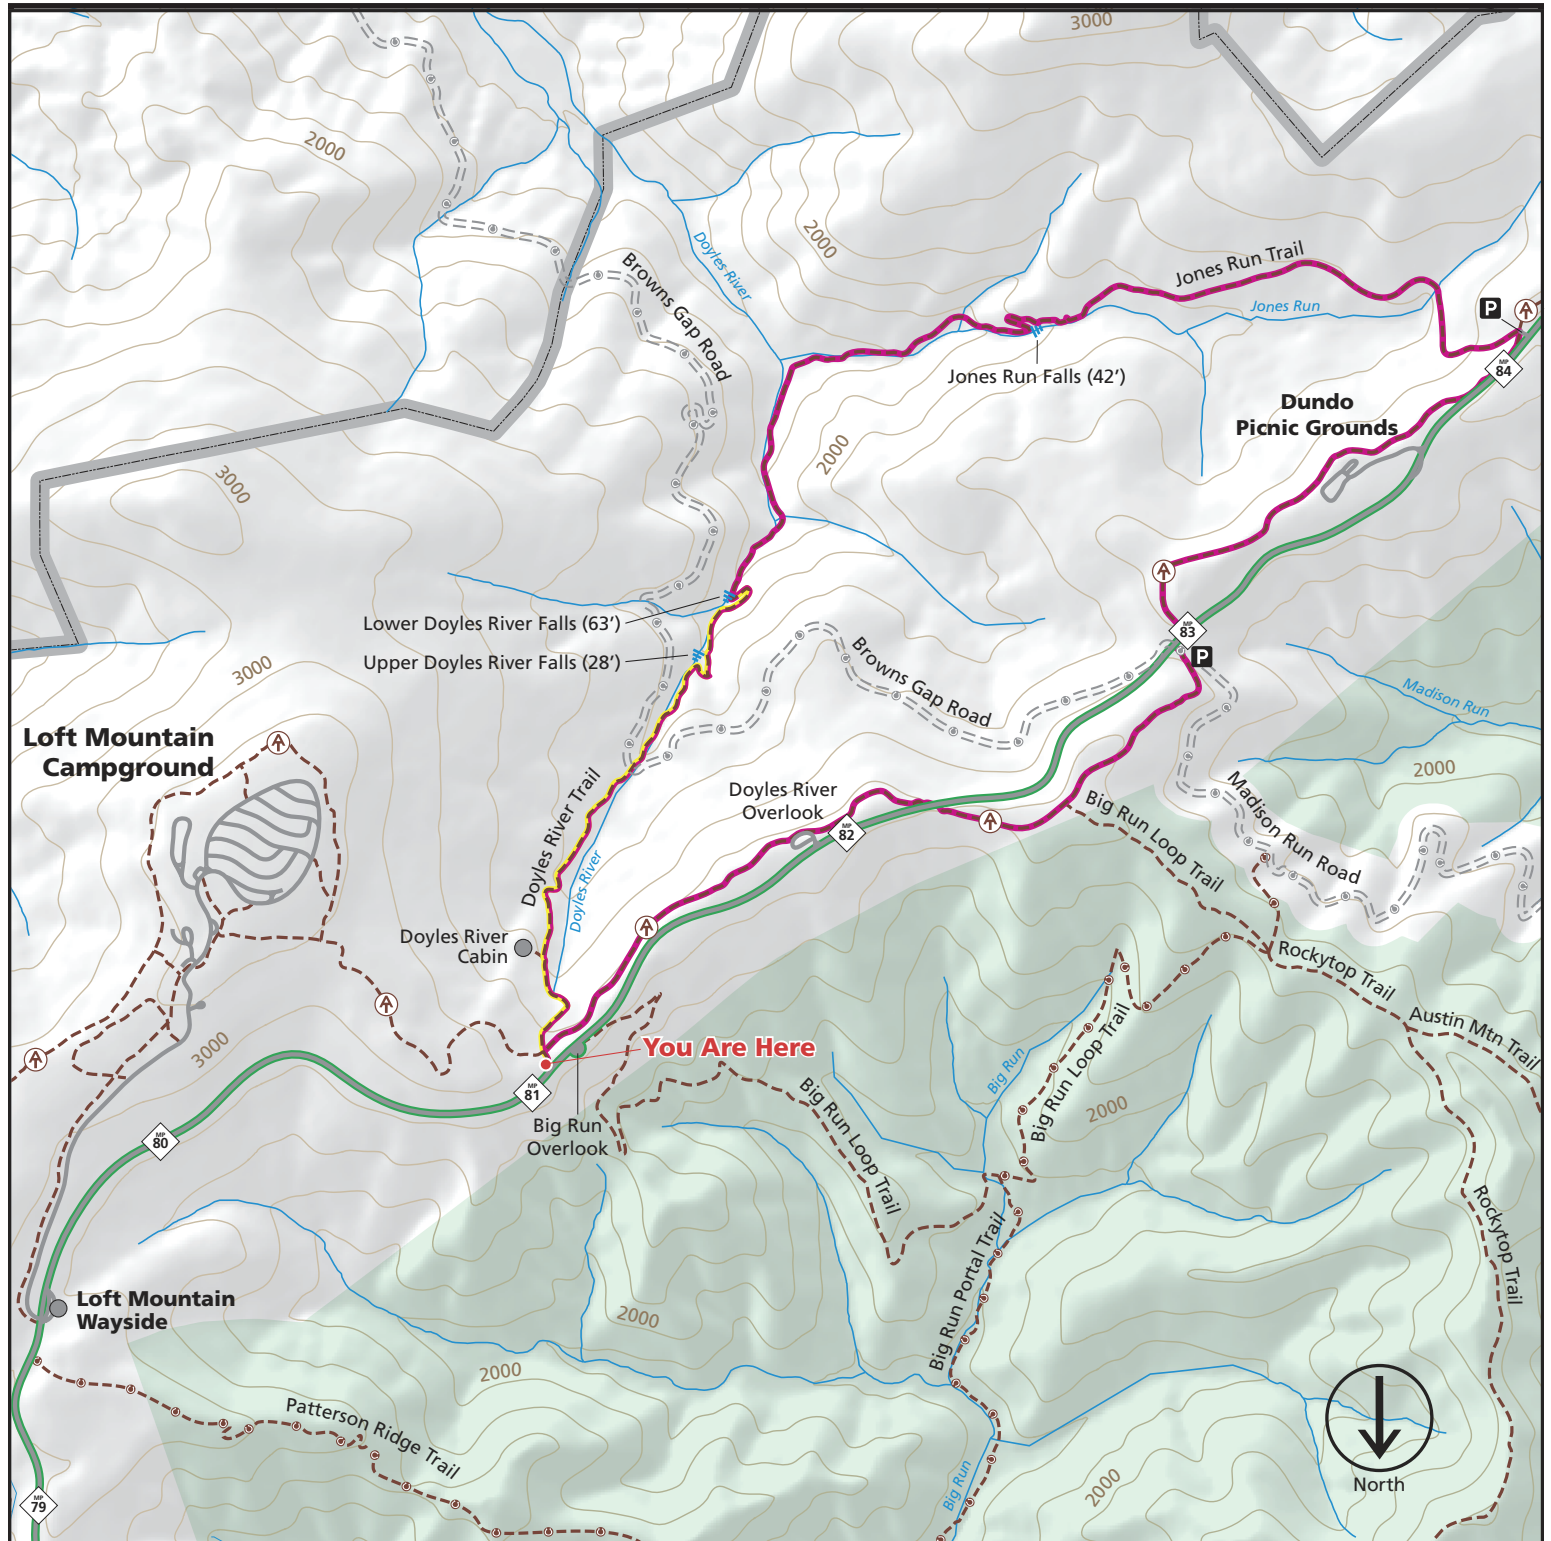 3000
2000
Doyles River
2000
Jones Run Trail
Browns Gap Road
Jones Run
P
MP
84
Jones Run Falls (42’)
Dundo
Picnic Grounds
2000
3000
Lower Doyles River Falls (63’)
MP
83
P
Upper Doyles River Falls (28’)
3000
Browns Gap Road
Madison Run
Loft Mountain
Campground
2000
Doyles River
Overlook
MP
82
Big Run Loop Trail
Madison Run Road
Doyles River Trail
Doyles River
Doyles River
Cabin
Rockytop Trail
Austin Mtn Trail
3000
You Are Here
Big Run
Big Run Loop Trail
MP
81
Big Run
Overlook
Big Run Loop Trail
2000
MP
80
Rockytop Trail
Big Run Portal Trail
Loft Mountain
Wayside
2000
2000
Patterson Ridge Trail
Big Run
2000
North
MP
79